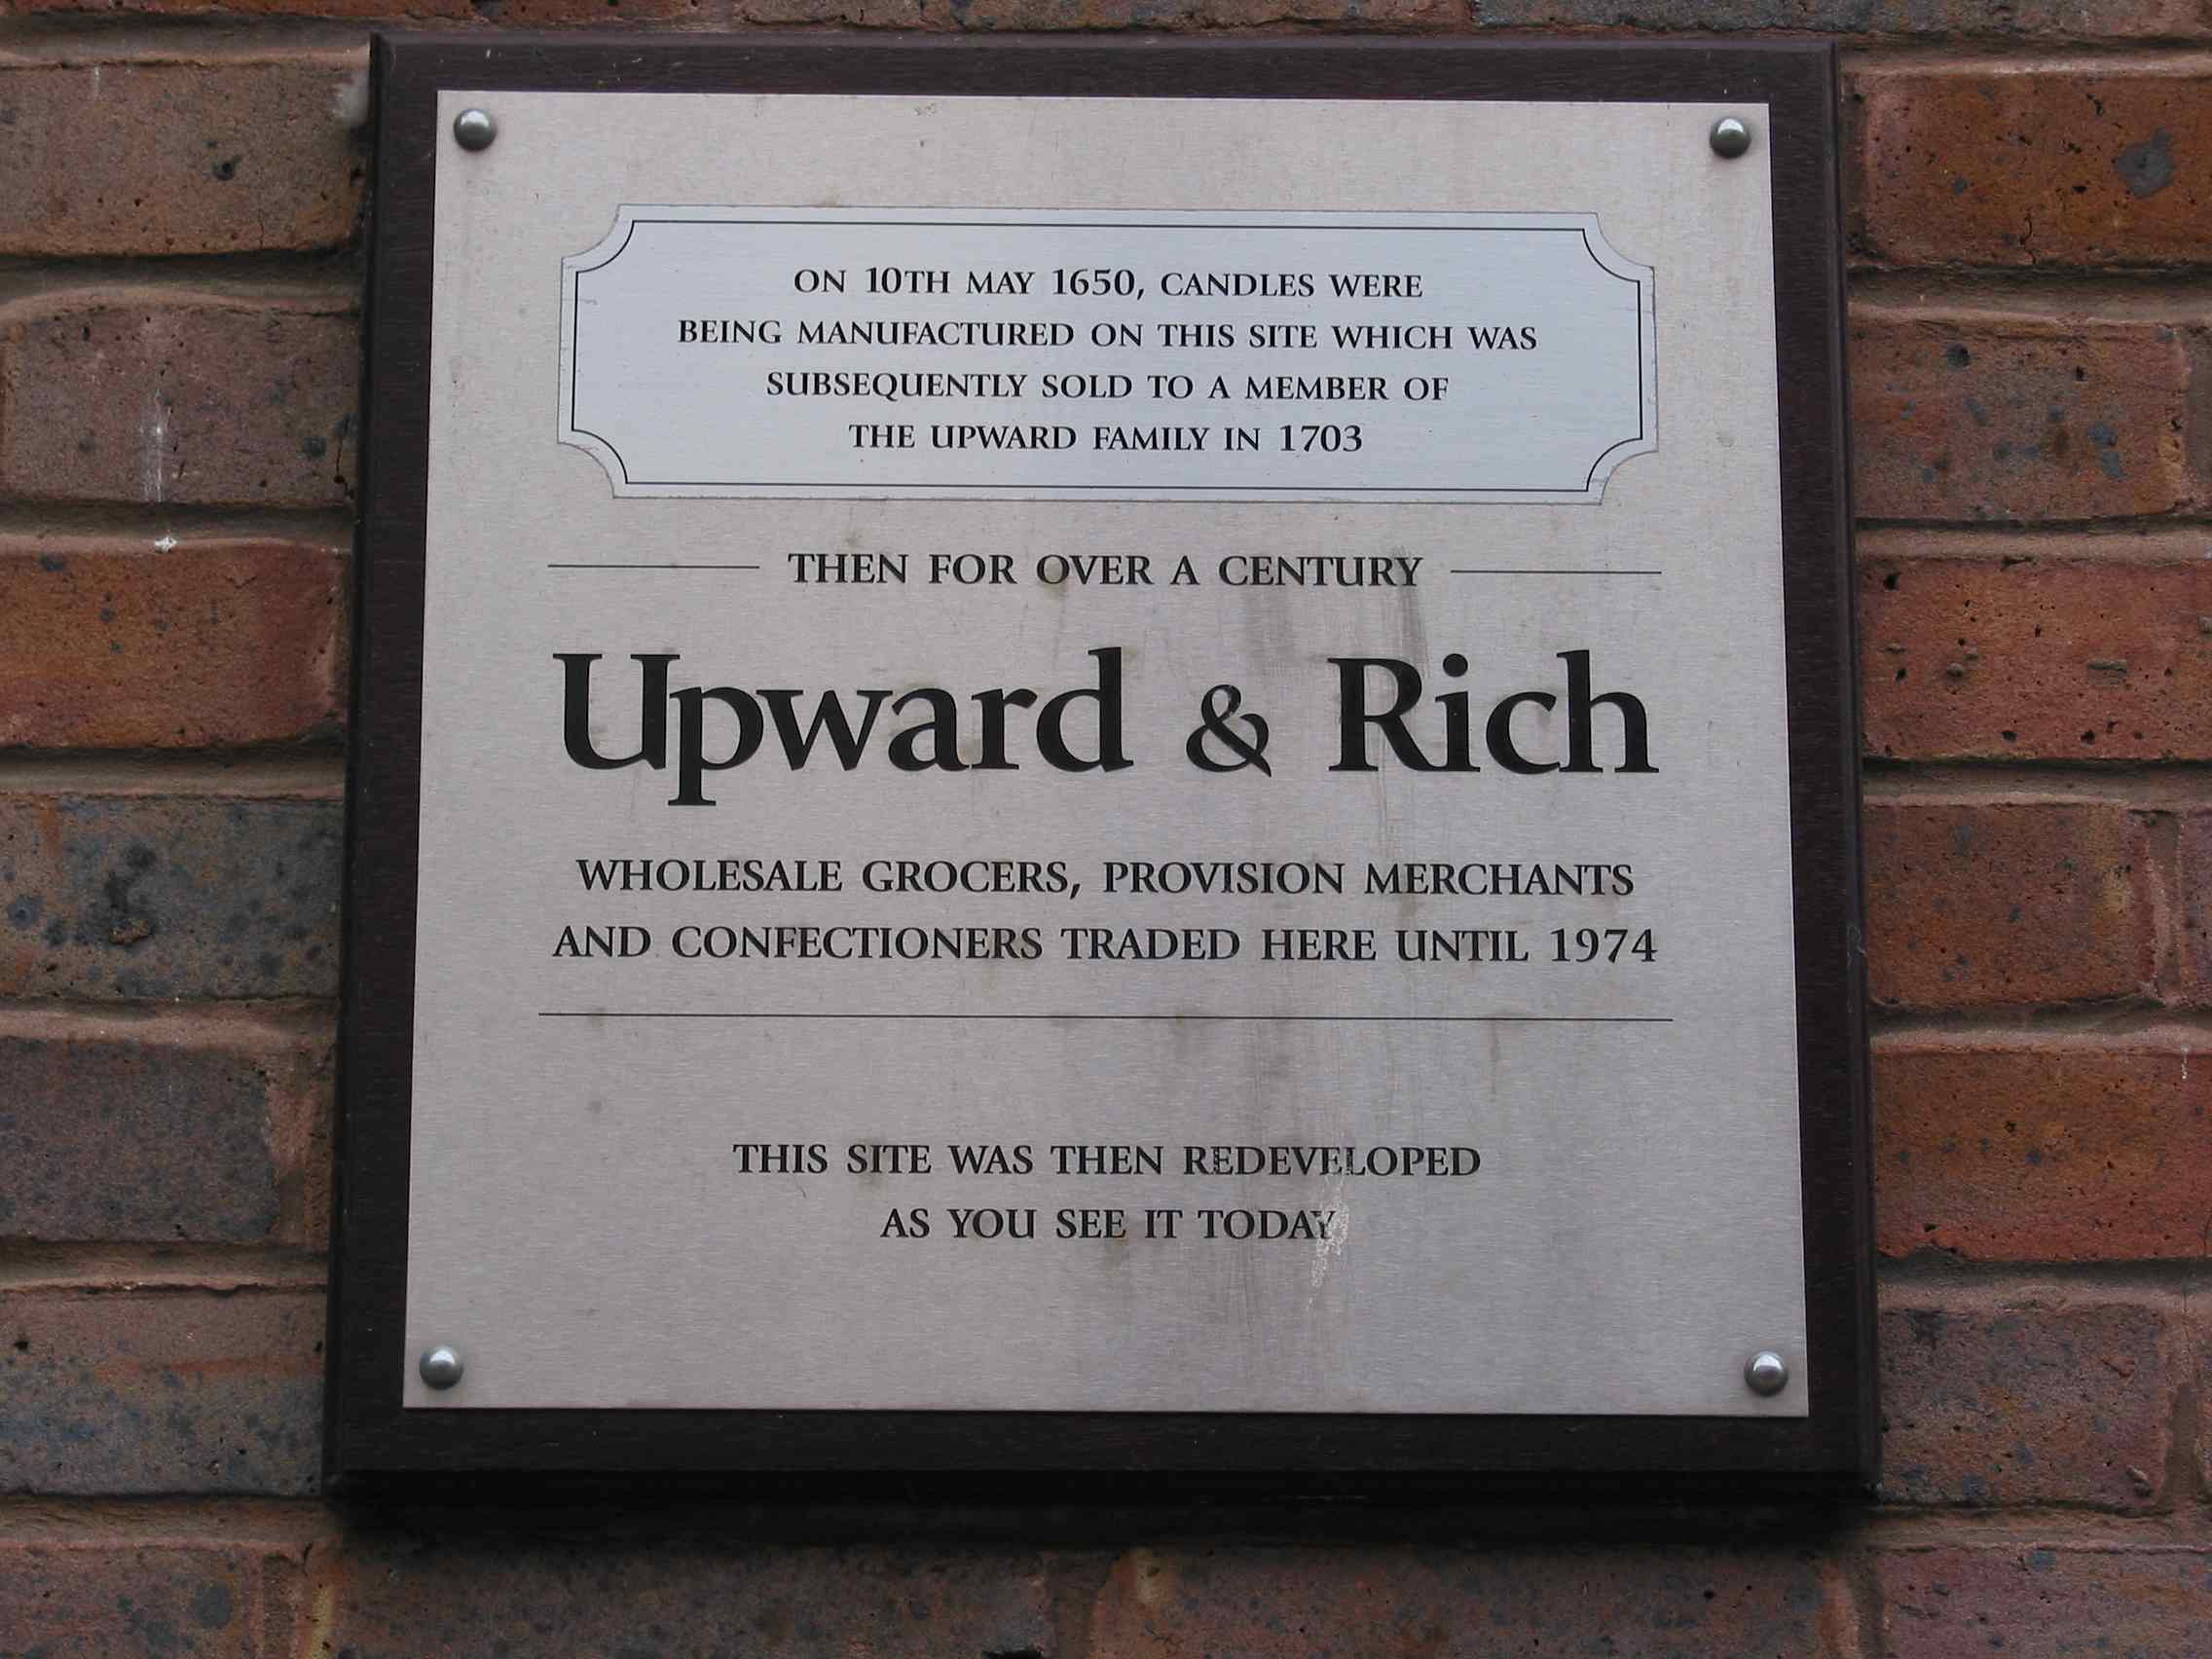 ON 10TH MAY 1650, CANDLES WERE
BEING MANUFACTURED ON THIS SITE WHICH WAS
SUBSEQUENTLY SOLD TO A MEMBER OF
THE UPWARD FAMILY IN 1703
THEN FOR OVER A CENTURY
Upward & Rich
WHOLESALE GROCERS, PROVISION MERCHANTS
AND CONFECTIONERS TRADED HERE UNTIL 1974
THIS SITE WAS THEN REDEVELOPED
AS YOU SEE IT TODAY